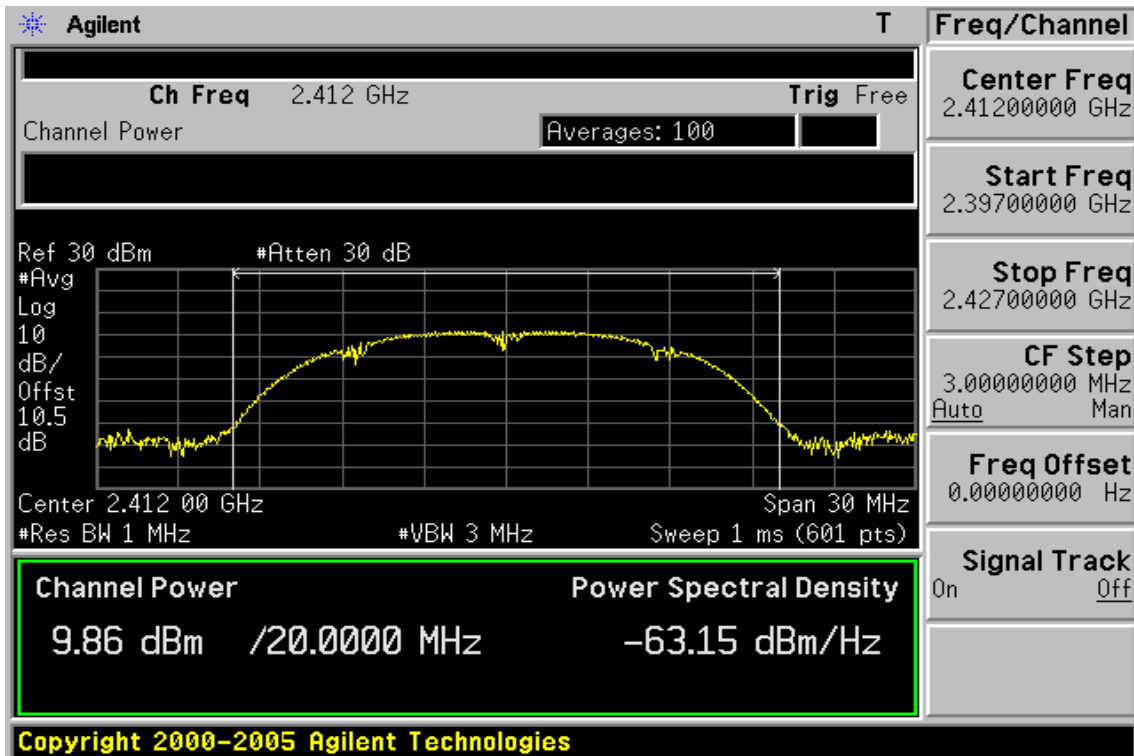 Agilent T
Ch Freq 2.412 GHz Trig Free
Channel Power Averages: 100
Ref 30 dBm #Atten 30 dB
#Avg
Log
10
dB/
Offst
10.5
dB
Center 2.412 00 GHz Span 30 MHz
#Res BW 1 MHz #VBW 3 MHz Sweep 1 ms (601 pts)
Channel Power Power Spectral Density
9.86 dBm /20.0000 MHz -63.15 dBm/Hz
Copyright 2000-2005 Agilent Technologies
Freq/Channel
Center Freq
2.41200000 GHz
Start Freq
2.39700000 GHz
Stop Freq
2.42700000 GHz
CF Step
3.00000000 MHz
Auto Man
Freq Offset
0.00000000 Hz
Signal Track
On Off